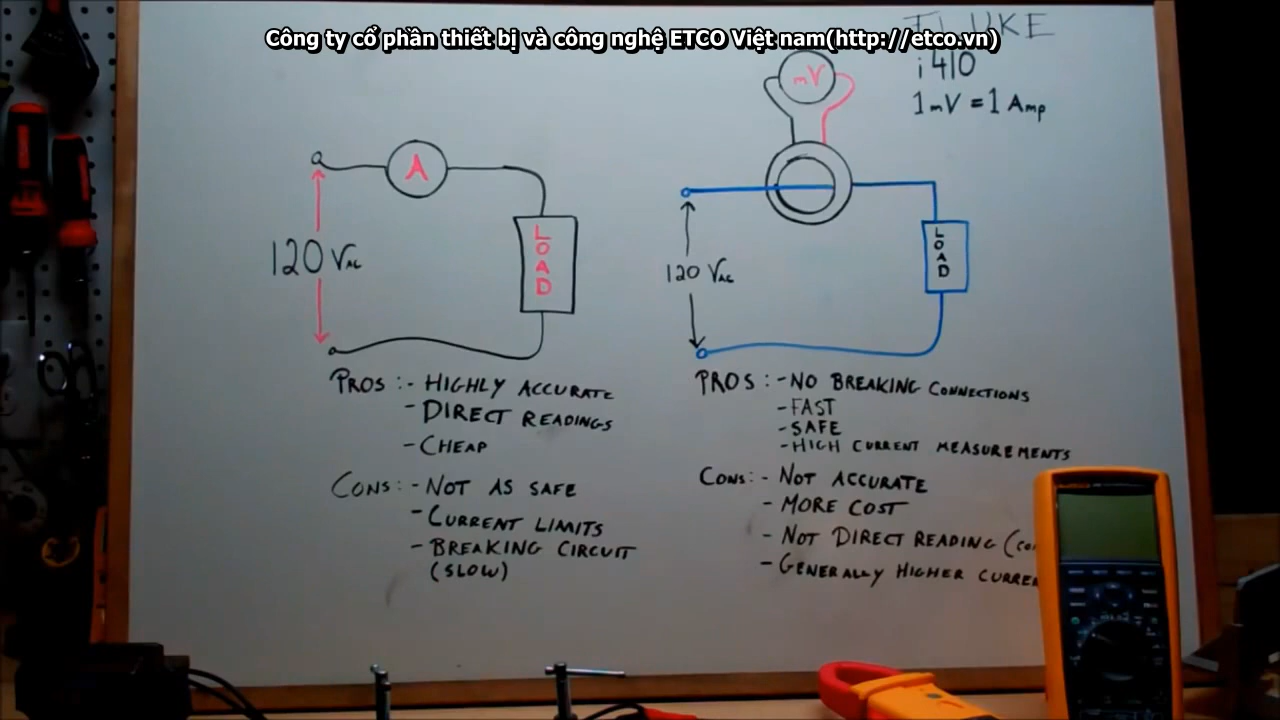 Công ty cổ phần thiết bị và công nghệ ETCO Việt nam(http://etco.vn)
FLUKE
i410
1mV = 1 Amp
mV
A
120 VAC
LOAD
120 VAC
LOAD
PROS :- HIGHLY ACCURATE
- DIRECT READINGS
- CHEAP
CONS :- NOT AS SAFE
- CURRENT LIMITS
- BREAKING CIRCUIT
(SLOW)
PROS :- NO BREAKING CONNECTIONS
- FAST
- SAFE
- HIGH CURRENT MEASUREMENTS
CONS :- NOT ACCURATE
- MORE COST
- NOT DIRECT READING
- GENERALLY HIGHER